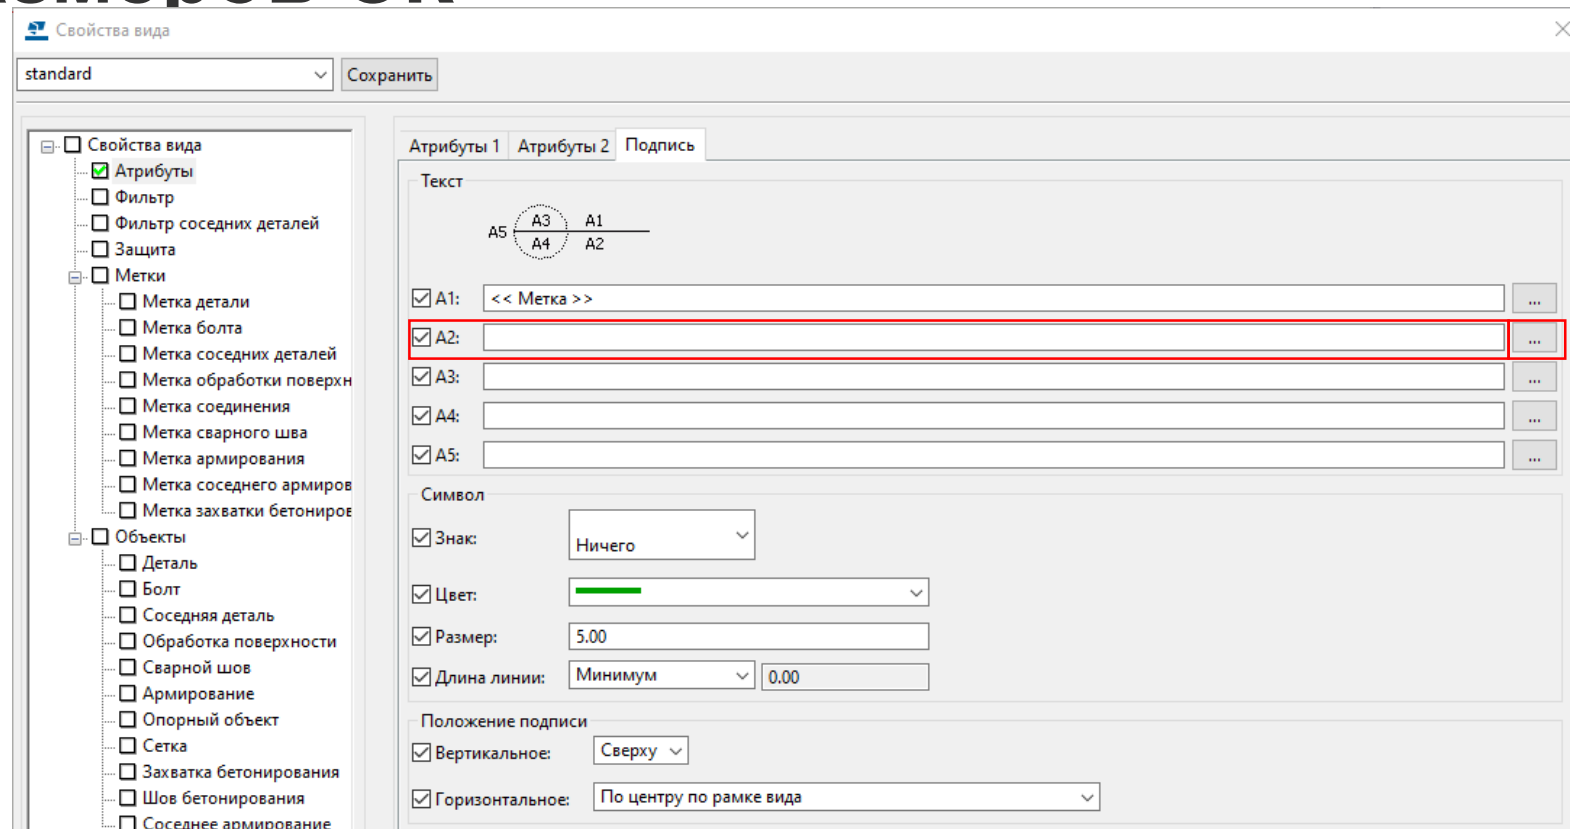 Свойства вида
standard
Сохранить
Свойства вида
Атрибуты
Фильтр
Фильтр соседних деталей
Защита
Метки
Метка детали
Метка болта
Метка соседних деталей
Метка обработки поверхн
Метка соединения
Метка сварного шва
Метка армирования
Метка соседнего армиров
Метка захватки бетониров
Объекты
Деталь
Болт
Соседняя деталь
Обработка поверхности
Сварной шов
Армирование
Опорный объект
Сетка
Захватка бетонирования
Шов бетонирования
Соседнее армирование
Атрибуты 1 Атрибуты 2 Подпись
Текст
A3 A1
A5
A4 A2
A1: << Метка >> ...
A2: ...
A3: ...
A4: ...
A5: ...
Символ
Знак: Ничего
Цвет:
Размер: 5.00
Длина линии: Минимум 0.00
Положение подписи
Вертикальное: Сверху
Горизонтальное: По центру по рамке вида